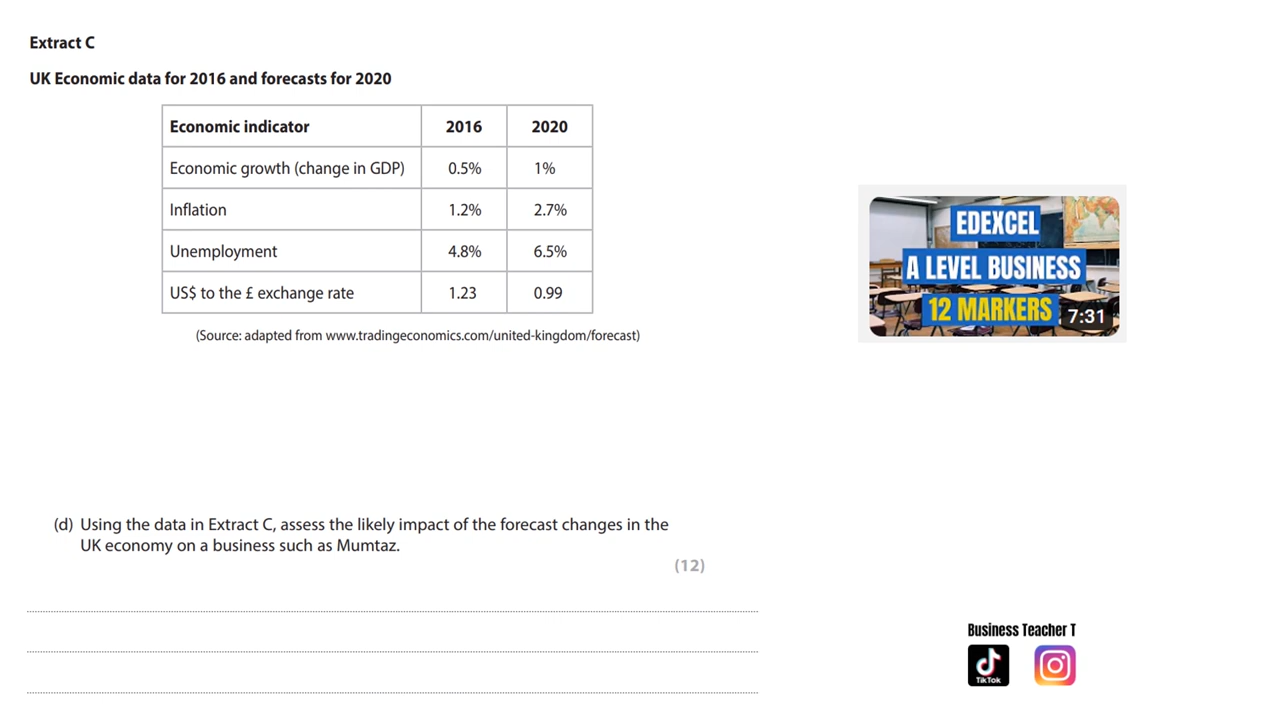 Extract C
UK Economic data for 2016 and forecasts for 2020
Economic indicator 2016 2020
Economic growth (change in GDP) 0.5% 1%
Inflation 1.2% 2.7%
Unemployment 4.8% 6.5%
US$ to the £ exchange rate 1.23 0.99
(Source: adapted from www.tradingeconomics.com/united-kingdom/forecast)
EDEXCEL
A LEVEL BUSINESS
12 MARKERS
7:31
(d) Using the data in Extract C, assess the likely impact of the forecast changes in the
UK economy on a business such as Mumtaz.
(12)
Business Teacher T
TikTok